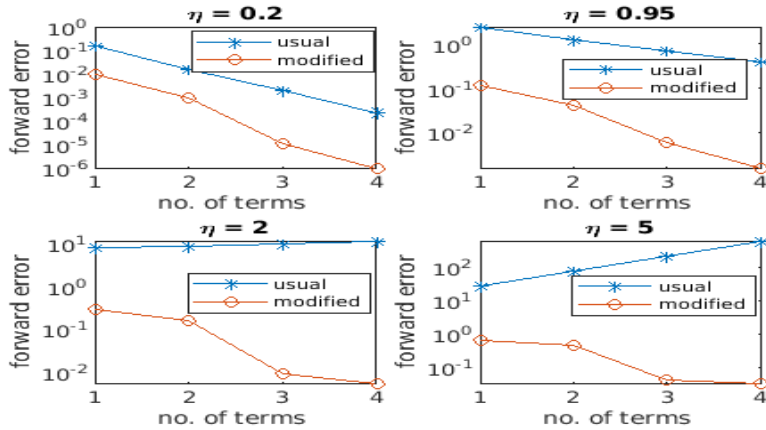 η = 0.2
10^0
10^-1
10^-2
10^-3
10^-4
10^-5
10^-6
forward error
usual
modified
1 2 3 4
no. of terms
η = 0.95
10^0
10^-1
10^-2
forward error
usual
modified
1 2 3 4
no. of terms
η = 2
10^1
10^0
10^-1
10^-2
forward error
usual
modified
1 2 3 4
no. of terms
η = 5
10^2
10^1
10^0
10^-1
forward error
usual
modified
1 2 3 4
no. of terms